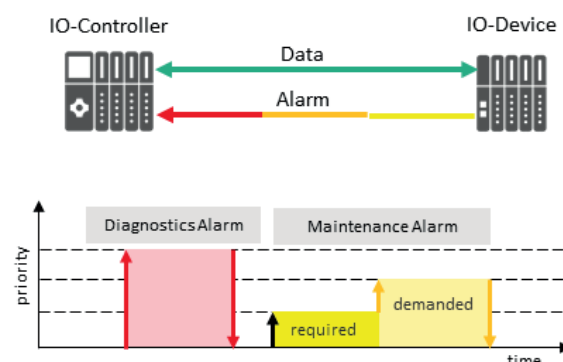 IO-Controller
IO-Device
Data
Alarm
Diagnostics Alarm
Maintenance Alarm
priority
demanded
required
time